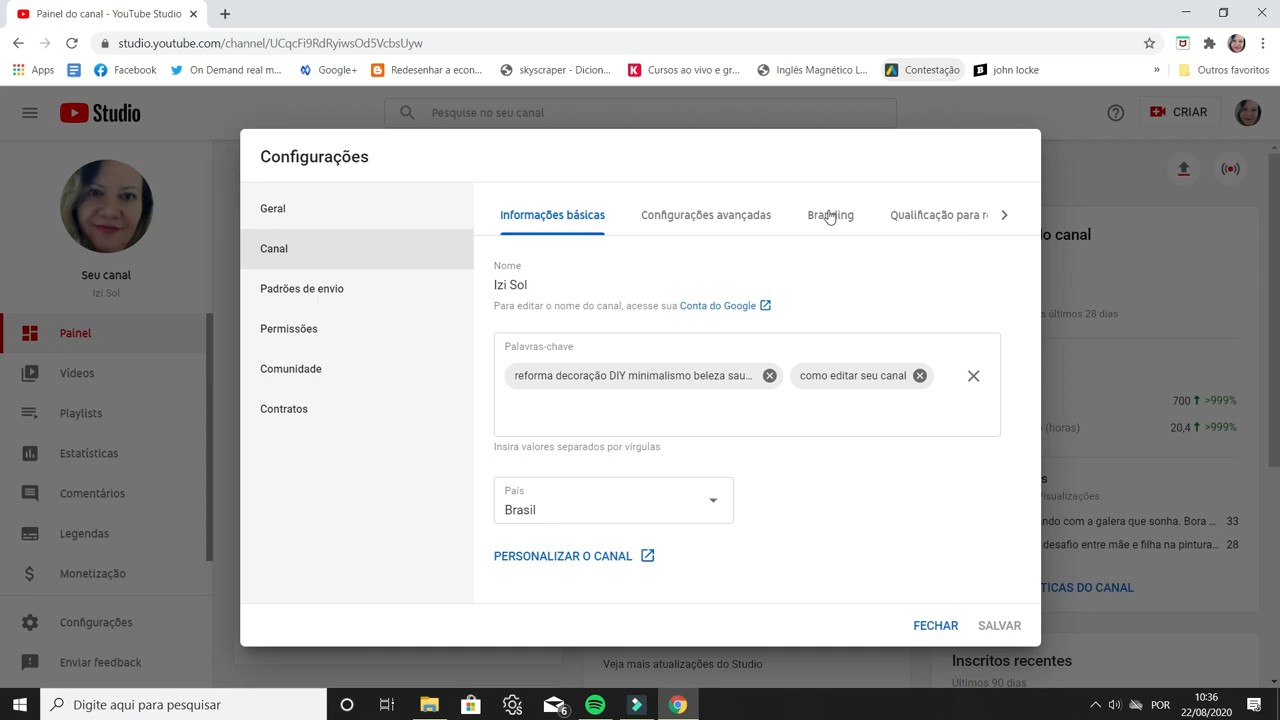 Painel do canal - YouTube Studio
studio.youtube.com/channel/UCqcFi9RdRyiwsOd5VcbsUyw
Apps
Facebook
On Demand real m...
Google+
Redesenhar a econ...
skyscraper - Dicion...
Cursos ao vivo e gr...
Inglês Magnético L...
Contestação
john locke
»
Outros favoritos
Studio
Pesquise no seu canal
CRIAR
Configurações
Seu canal
Izi Sol
Painel
Vídeos
Playlists
Estatísticas
Comentários
Legendas
Monetização
Configurações
Enviar feedback
Geral
Canal
Padrões de envio
Permissões
Comunidade
Contratos
Informações básicas
Configurações avançadas
Branding
Qualificação para r
Nome
Izi Sol
Para editar o nome do canal, acesse sua Conta do Google
Palavras-chave
reforma decoração DIY minimalismo beleza sau...
como editar seu canal
Insira valores separados por vírgulas
País
Brasil
PERSONALIZAR O CANAL
FECHAR
SALVAR
o canal
s últimos 28 dias
700 >999%
(horas) 20,4 >999%
s
isualizações
ndo com a galera que sonha. Bora ... 33
desafio entre mãe e filha na pintura... 28
TICAS DO CANAL
Veja mais atualizações do Studio
Inscritos recentes
Últimos 90 dias
Digite aqui para pesquisar
6
POR
10:36
22/08/2020